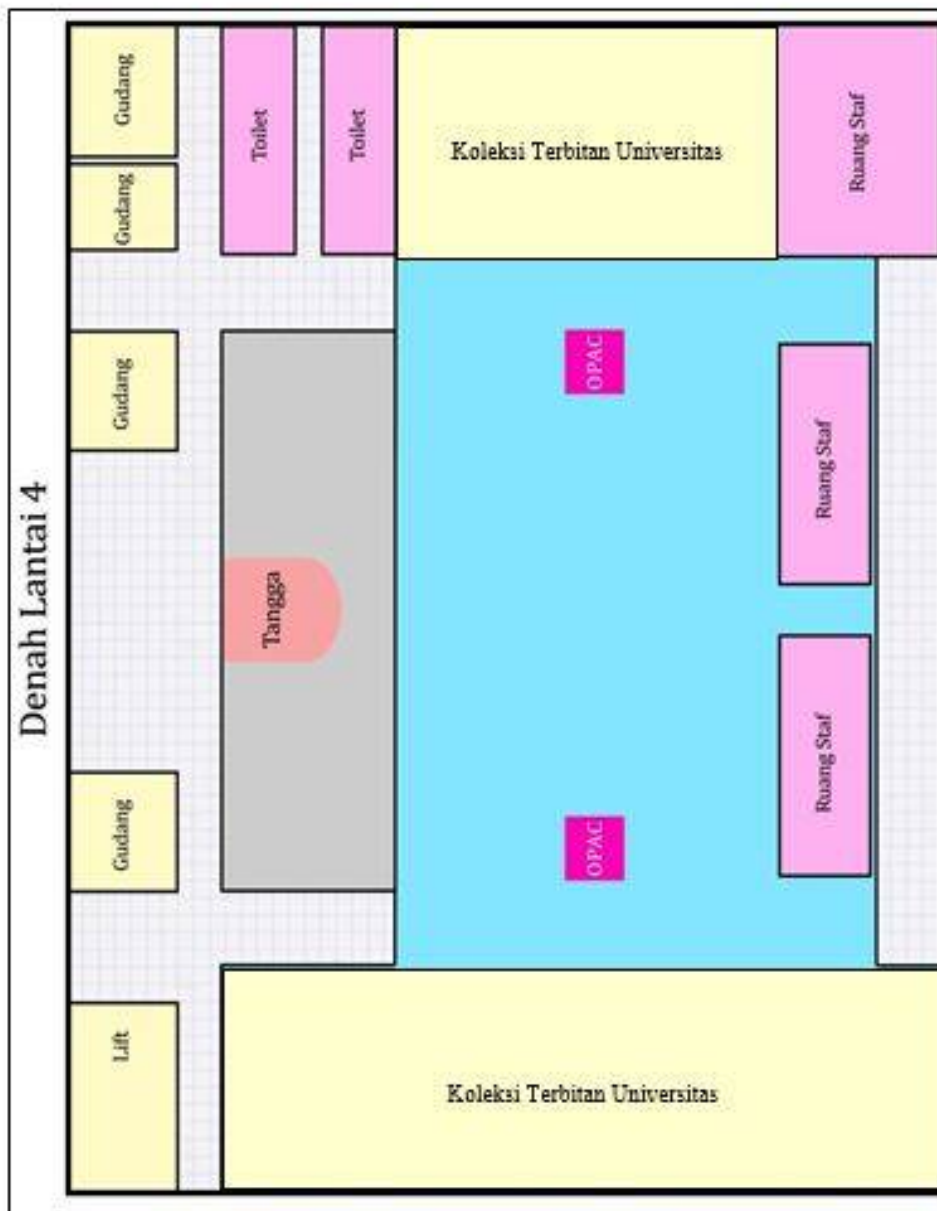 Denah Lantai 4
Gudang
Toilet
Toilet
Koleksi Terbitan Universitas
Ruang Staf
Gudang
Gudang
OPAC
Ruang Staf
Tangga
Ruang Staf
Gudang
OPAC
Lift
Koleksi Terbitan Universitas